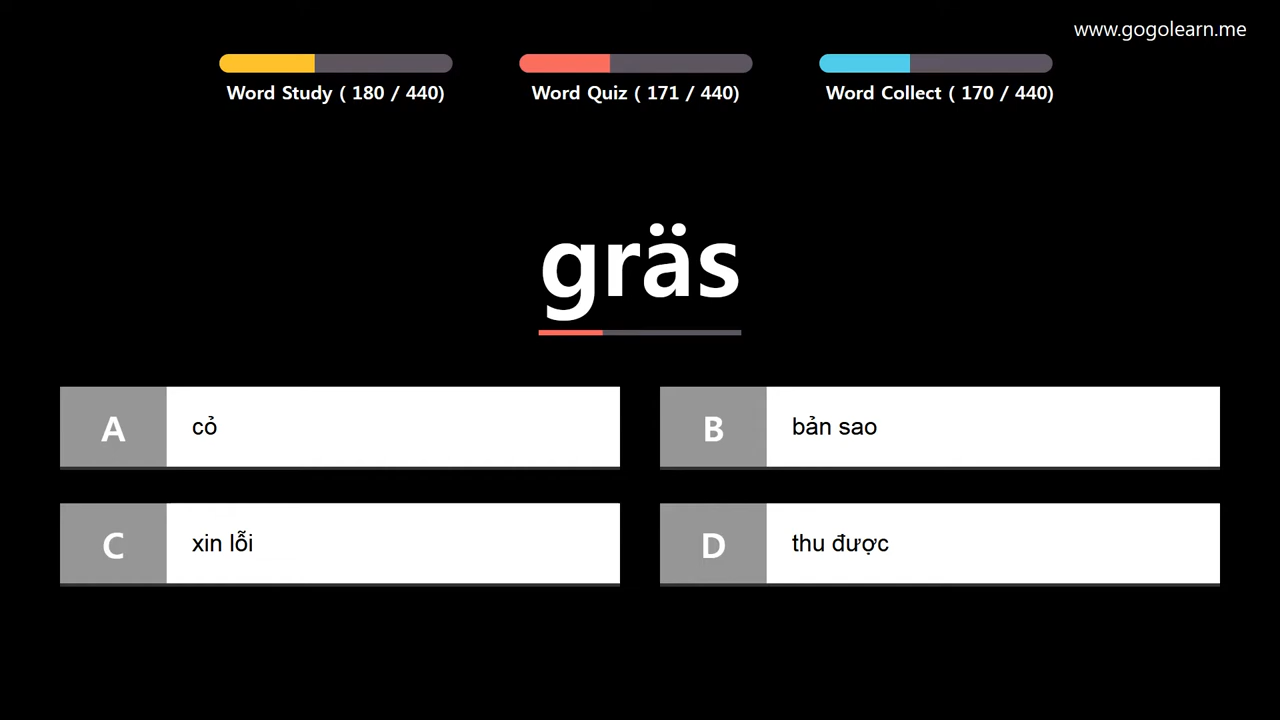 www.gogolearn.me
Word Study ( 180 / 440)
Word Quiz ( 171 / 440)
Word Collect ( 170 / 440)
gräs
A
cỏ
B
bản sao
C
xin lỗi
D
thu được